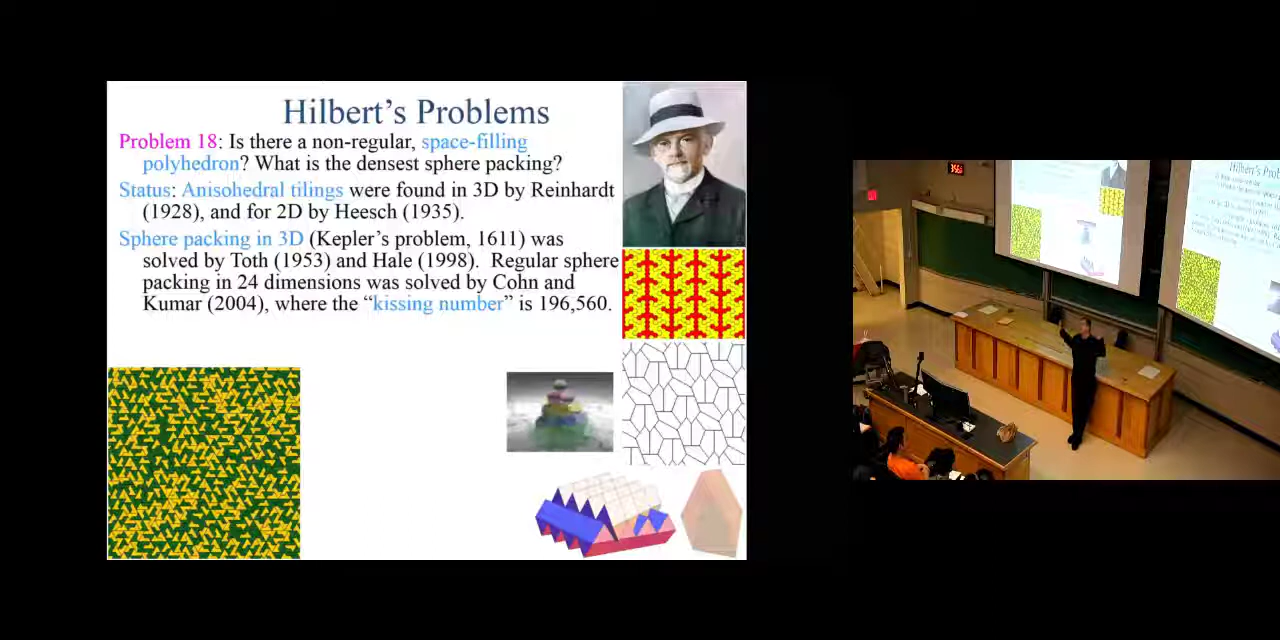 Hilbert's Problems
Problem 18: Is there a non-regular, space-filling
polyhedron? What is the densest sphere packing?
Status: Anisohedral tilings were found in 3D by Reinhardt
(1928), and for 2D by Heesch (1935).
Sphere packing in 3D (Kepler's problem, 1611) was
solved by Toth (1953) and Hale (1998). Regular sphere
packing in 24 dimensions was solved by Cohn and
Kumar (2004), where the "kissing number" is 196,560.
Hilbert's Pro